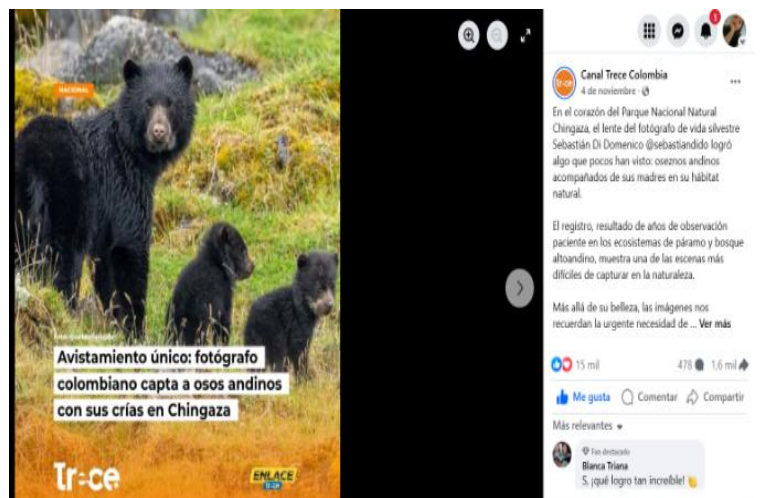 NACIONAL
Avistamiento único: fotógrafo
colombiano capta a osos andinos
con sus crías en Chingaza
Tr=ce
ENLACE
TRECE
1
Canal Trece Colombia
4 de noviembre ·
En el corazón del Parque Nacional Natural
Chingaza, el lente del fotógrafo de vida silvestre
Sebastián Di Domenico @sebastiandido logró
algo que pocos han visto: oseznos andinos
acompañados de sus madres en su hábitat
natural.
El registro, resultado de años de observación
paciente en los ecosistemas de páramo y bosque
altoandino, muestra una de las escenas más
difíciles de capturar en la naturaleza.
Más allá de su belleza, las imágenes nos
recuerdan la urgente necesidad de ... Ver más
15 mil
478
1.6 mil
Me gusta
Comentar
Compartir
Más relevantes
Fan destacado
Blanca Triana
S, ¡qué logro tan increíble!